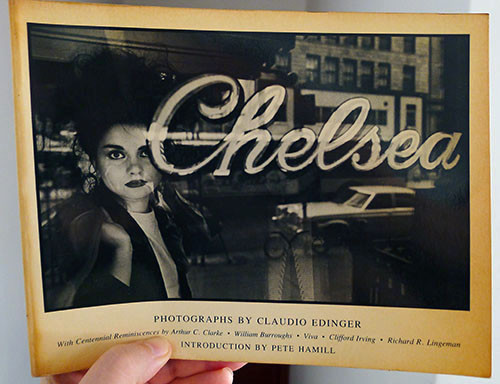 Chelsea
PHOTOGRAPHS BY CLAUDIO EDINGER
With Centennial Reminiscences by Arthur C. Clarke • William Burroughs • Viva • Clifford Irving • Richard R. Lingeman
INTRODUCTION BY PETE HAMILL